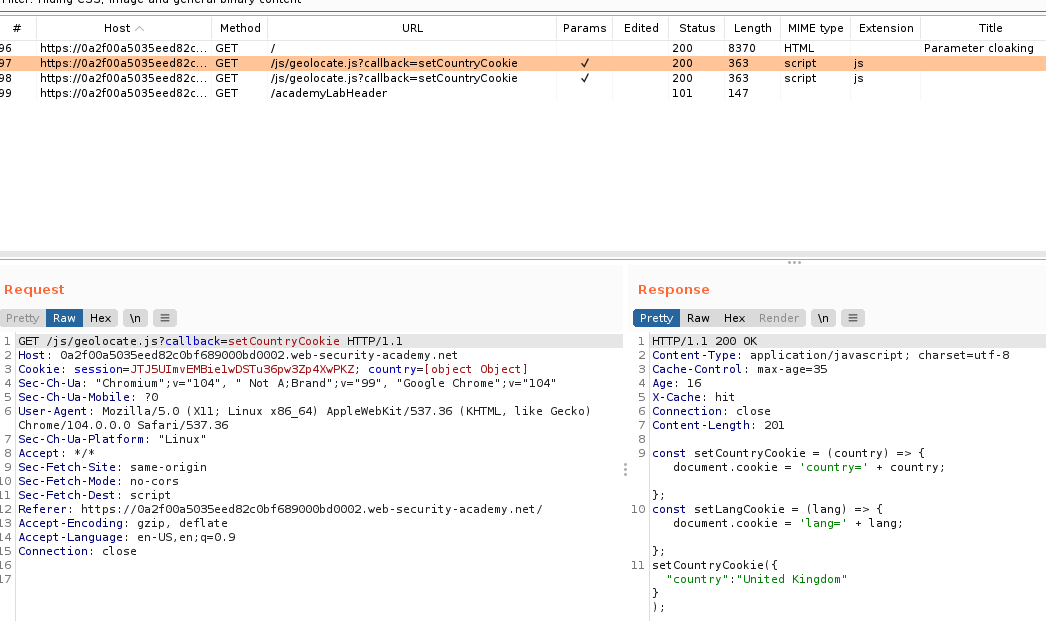 Filter: Hiding CSS, image and general binary content
# Host Method URL Params Edited Status Length MIME type Extension Title
96 https://0a2f00a5035eed82c... GET / 200 8370 HTML Parameter cloaking
97 https://0a2f00a5035eed82c... GET /js/geolocate.js?callback=setCountryCookie ✓ 200 363 script js
98 https://0a2f00a5035eed82c... GET /js/geolocate.js?callback=setCountryCookie ✓ 200 363 script js
99 https://0a2f00a5035eed82c... GET /academyLabHeader 101 147
Request
Pretty Raw Hex \n
1 GET /js/geolocate.js?callback=setCountryCookie HTTP/1.1
2 Host: 0a2f00a5035eed82c0bf689000bd0002.web-security-academy.net
3 Cookie: session=JTJ5UImvEMBie1wDSTu36pw3Zp4XwPKZ; country=[object Object]
4 Sec-Ch-Ua: "Chromium";v="104", " Not A;Brand";v="99", "Google Chrome";v="104"
5 Sec-Ch-Ua-Mobile: ?0
6 User-Agent: Mozilla/5.0 (X11; Linux x86_64) AppleWebKit/537.36 (KHTML, like Gecko)
Chrome/104.0.0.0 Safari/537.36
7 Sec-Ch-Ua-Platform: "Linux"
8 Accept: */*
9 Sec-Fetch-Site: same-origin
10 Sec-Fetch-Mode: no-cors
11 Sec-Fetch-Dest: script
12 Referer: https://0a2f00a5035eed82c0bf689000bd0002.web-security-academy.net/
13 Accept-Encoding: gzip, deflate
14 Accept-Language: en-US,en;q=0.9
15 Connection: close
16
17
Response
Pretty Raw Hex Render \n
1 HTTP/1.1 200 OK
2 Content-Type: application/javascript; charset=utf-8
3 Cache-Control: max-age=35
4 Age: 16
5 X-Cache: hit
6 Connection: close
7 Content-Length: 201
8
9 const setCountryCookie = (country) => {
document.cookie = 'country=' + country;
};
10 const setLangCookie = (lang) => {
document.cookie = 'lang=' + lang;
};
11 setCountryCookie({
"country":"United Kingdom"
}
);